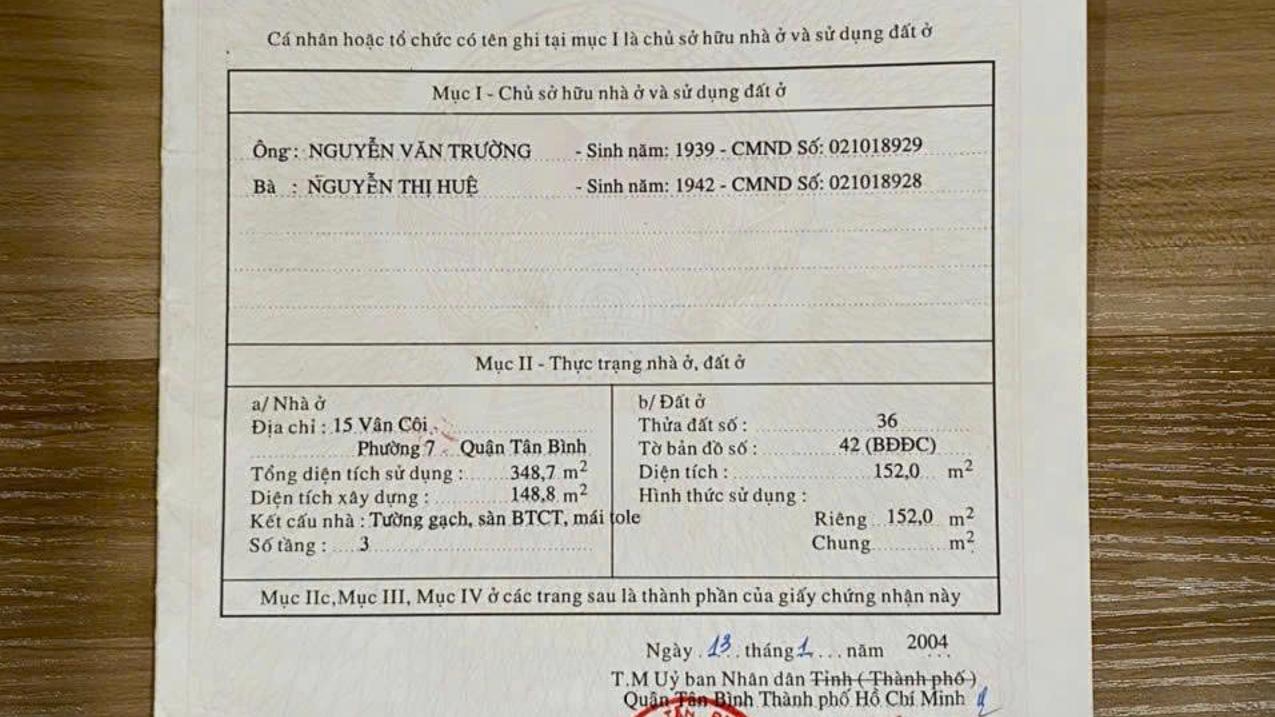 Cá nhân hoặc tổ chức có tên ghi tại mục I là chủ sở hữu nhà ở và sử dụng đất ở
Mục I - Chủ sở hữu nhà ở và sử dụng đất ở
Ông : NGUYỄN VĂN TRƯỜNG - Sinh năm: 1939 - CMND Số: 021018929
Bà : NGUYỄN THỊ HUỆ - Sinh năm: 1942 - CMND Số: 021018928
Mục II - Thực trạng nhà ở, đất ở
a/ Nhà ở
Địa chỉ : 15 Vân Côi
Phường 7 Quận Tân Bình
Tổng diện tích sử dụng : 348,7 m²
Diện tích xây dựng : 148,8 m²
Kết cấu nhà : Tường gạch, sàn BTCT, mái tole
Số tầng : 3
b/ Đất ở
Thửa đất số : 36
Tờ bản đồ số : 42 (BĐĐC)
Diện tích : 152,0 m²
Hình thức sử dụng :
Riêng 152,0 m²
Chung m²
Mục IIc,Mục III, Mục IV ở các trang sau là thành phần của giấy chứng nhận này
Ngày 13 tháng 1 năm 2004
T.M Uỷ ban Nhân dân Tỉnh ( Thành phố )
Quận Tân Bình Thành phố Hồ Chí Minh